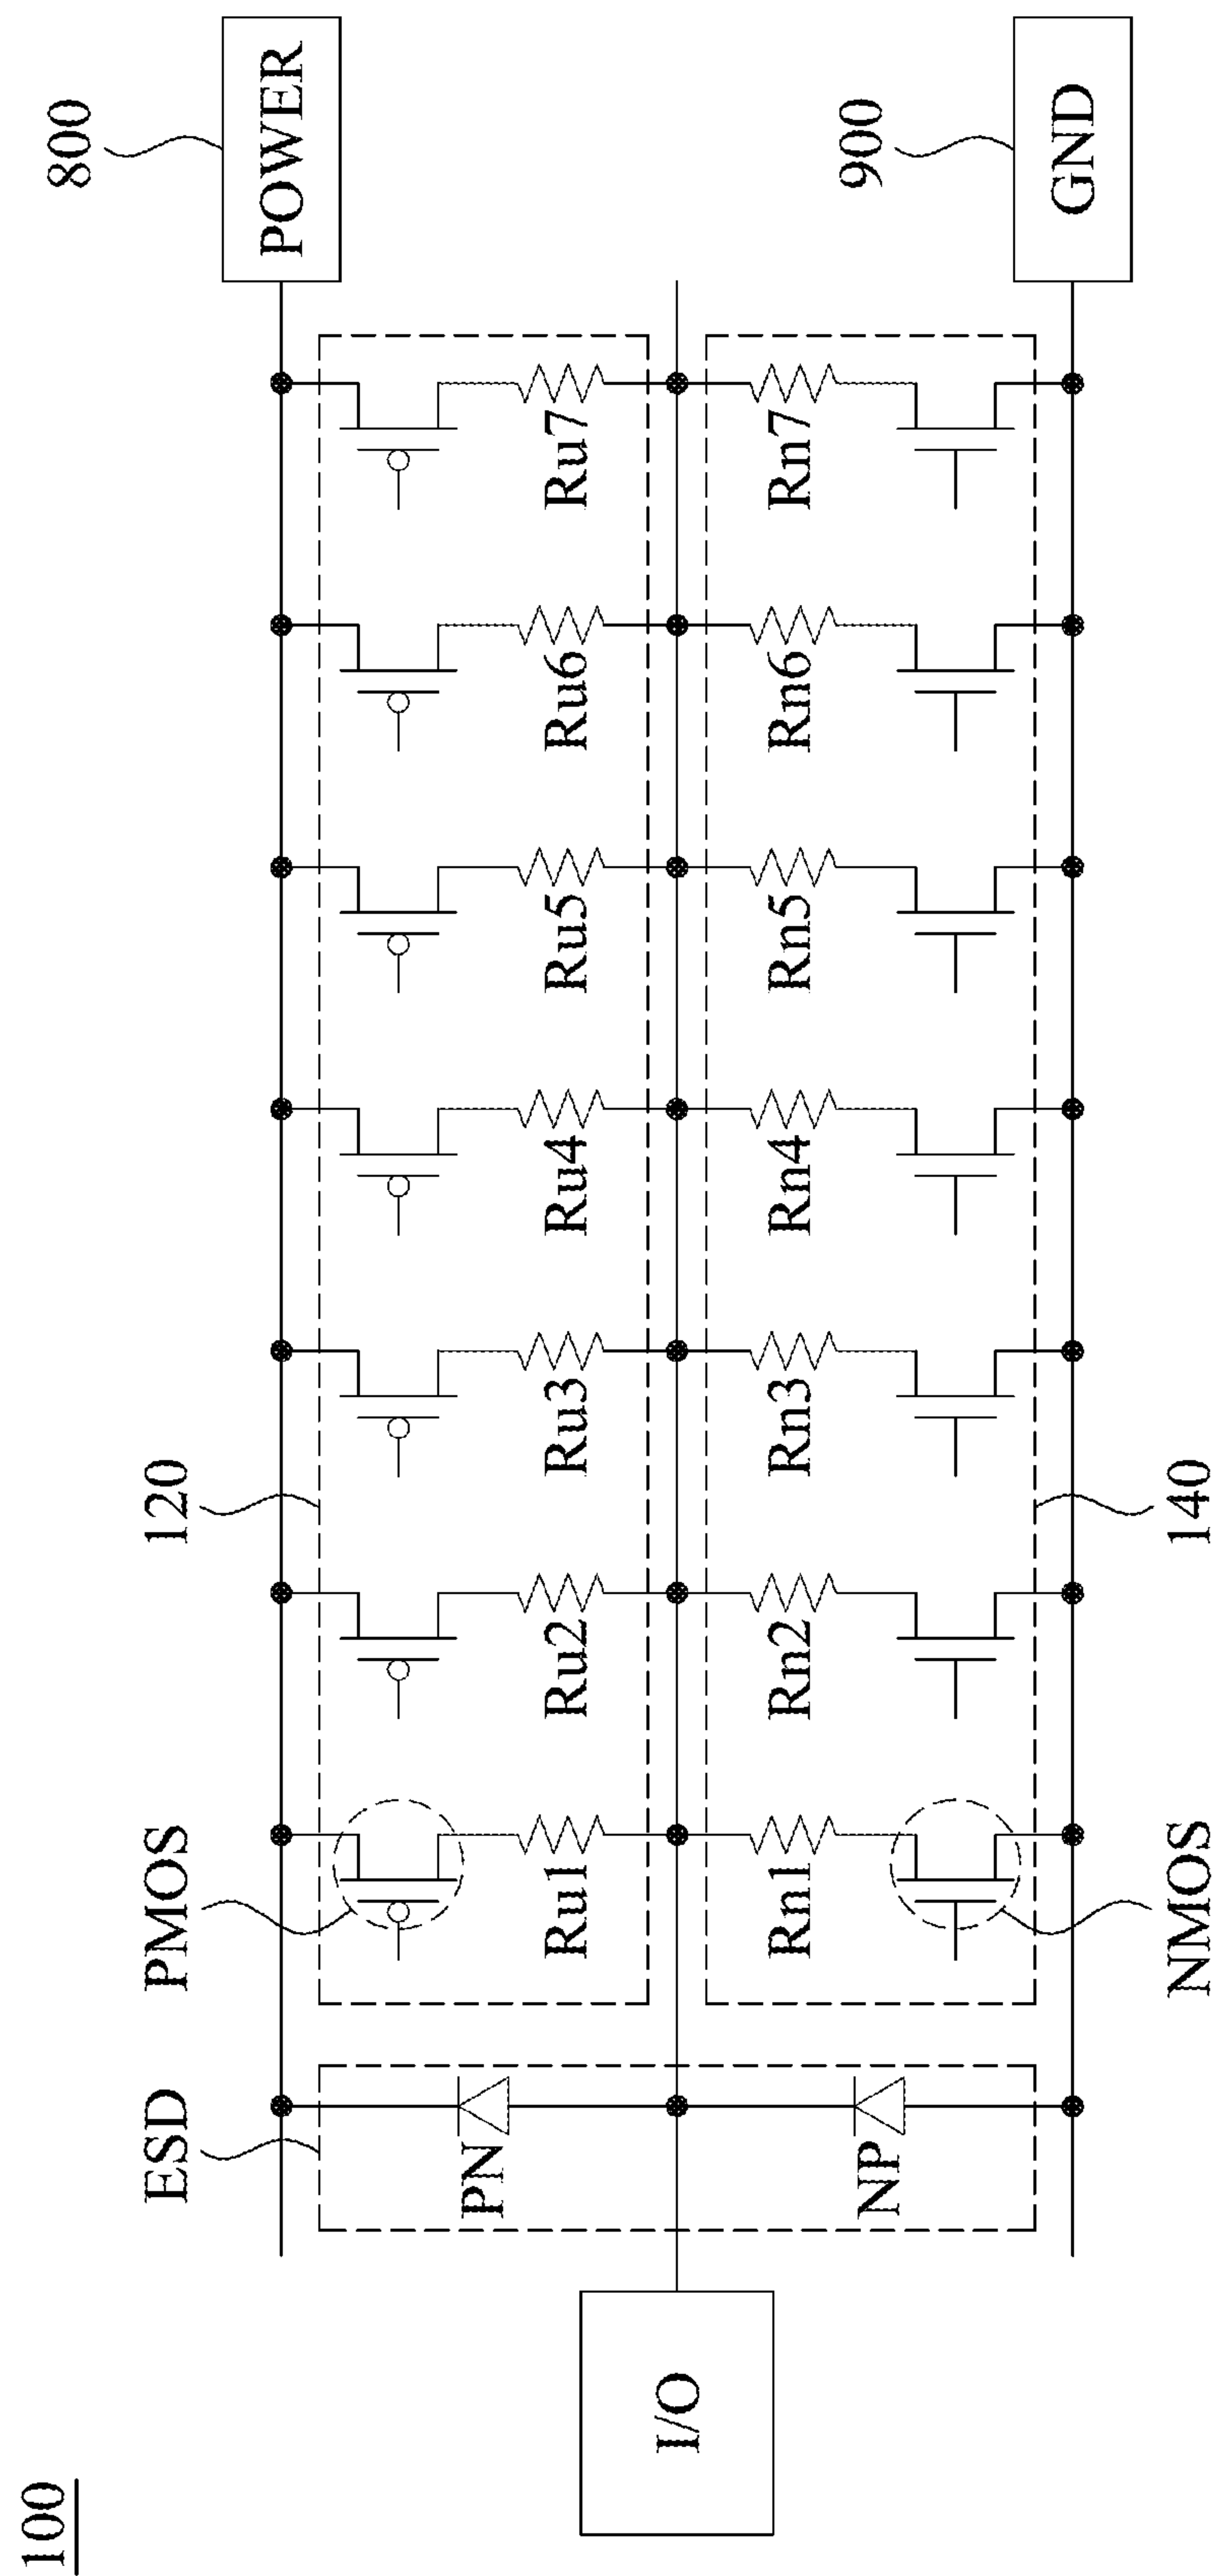 100
ESD
PMOS
120
800
POWER
PN
Ru1
Ru2
Ru3
Ru4
Ru5
Ru6
Ru7
I/O
Rn1
Rn2
Rn3
Rn4
Rn5
Rn6
Rn7
NP
900
GND
NMOS
140